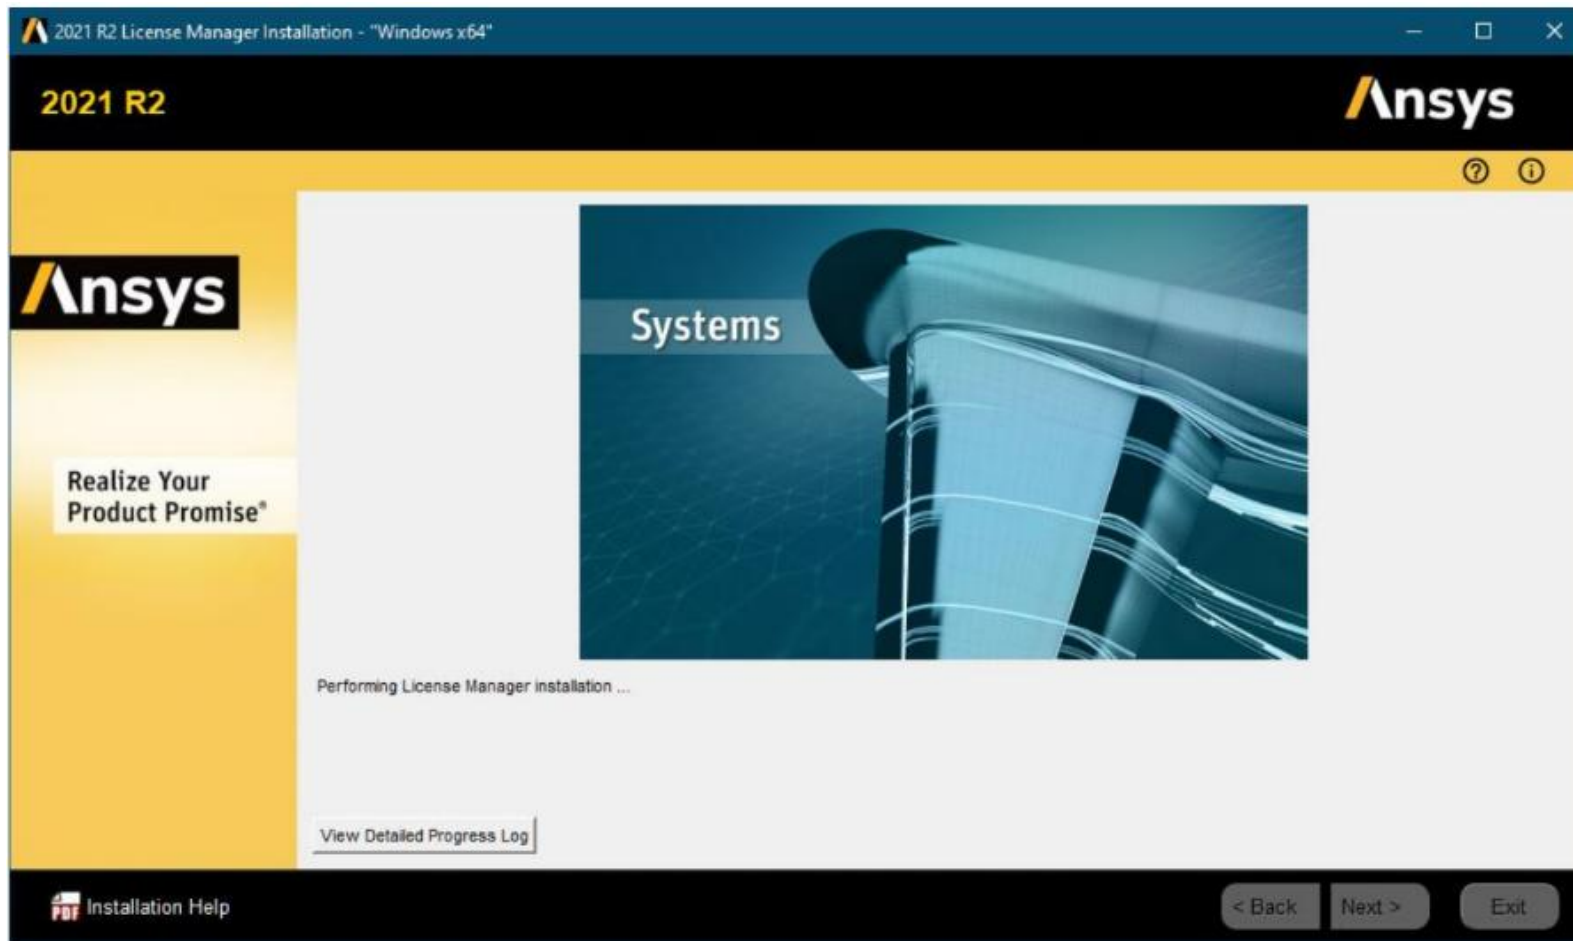 2021 R2 License Manager Installation - "Windows x64"
2021 R2
Ansys
Ansys
Systems
Realize Your
Product Promise®
Performing License Manager installation ...
View Detailed Progress Log
PDF Installation Help
< Back Next > Exit